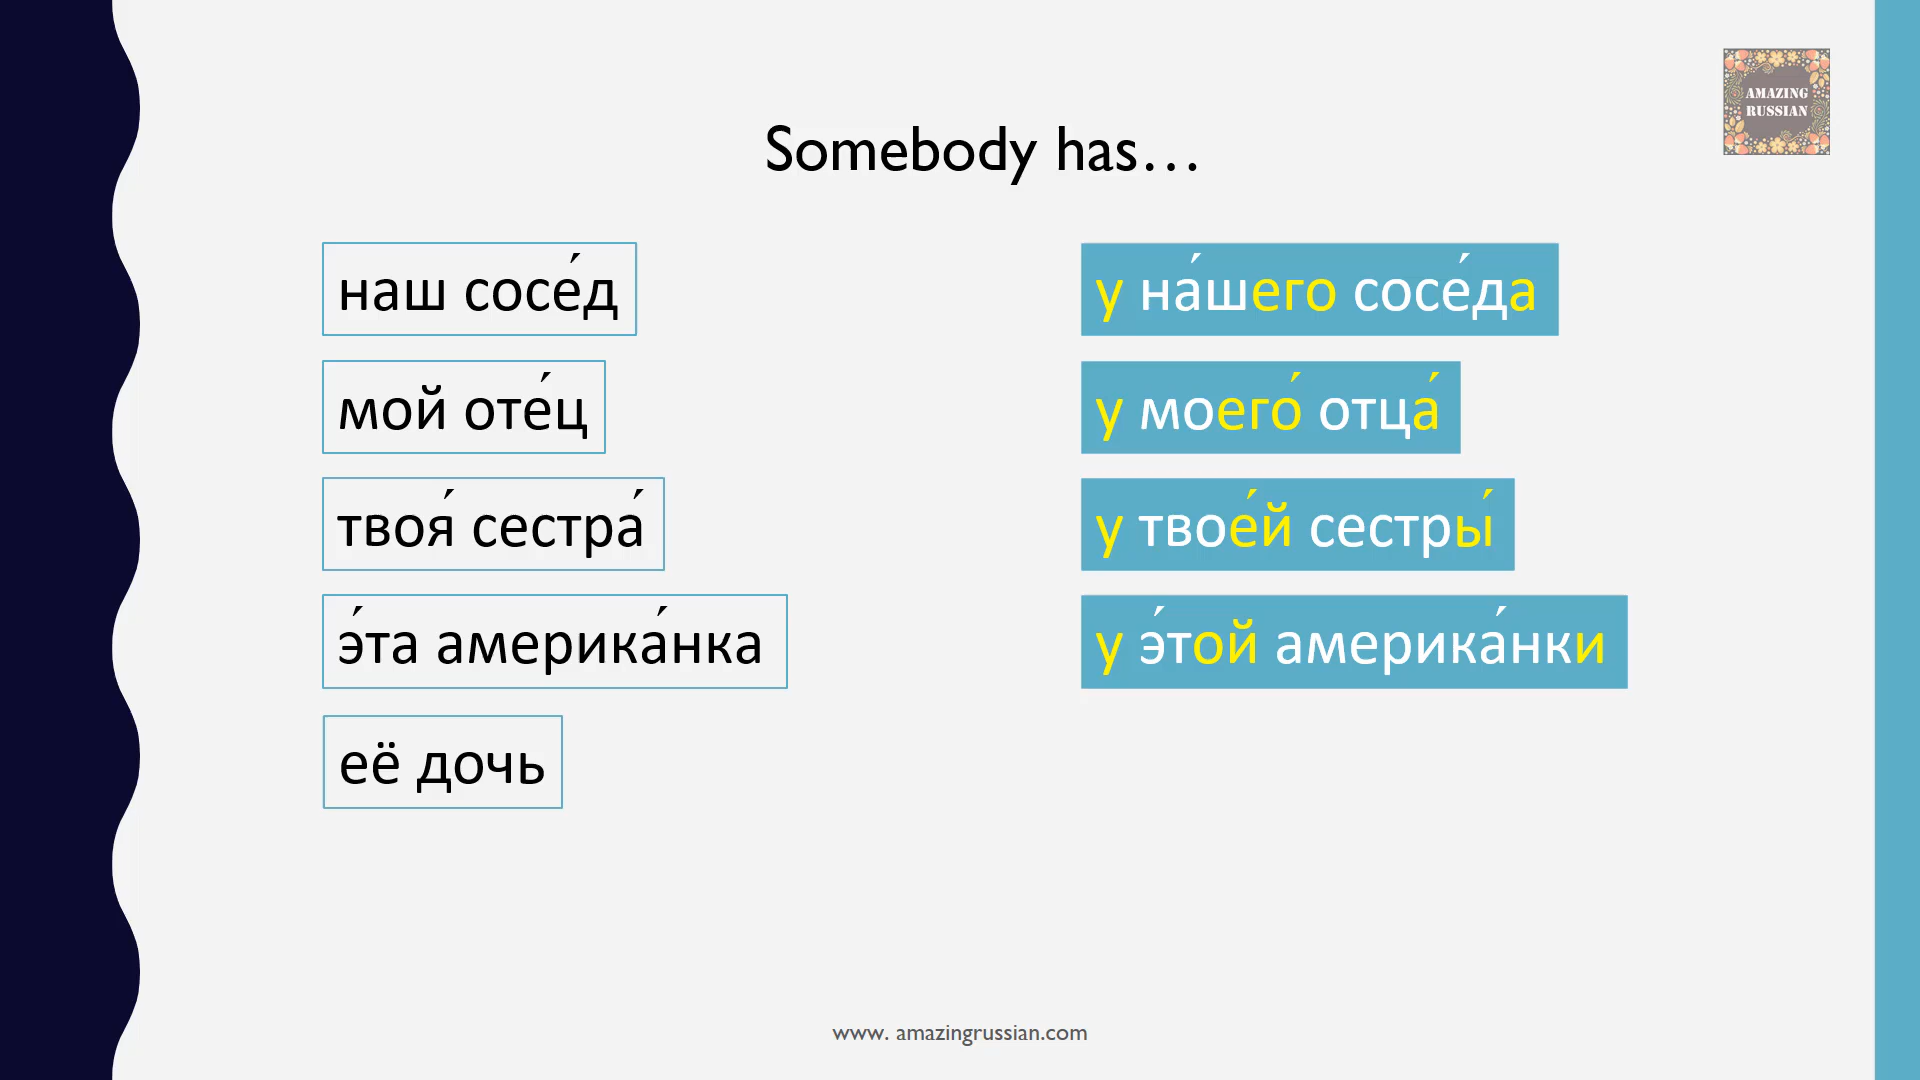 AMAZING
RUSSIAN
Somebody has...
наш сосе́д
у на́шего сосе́да
мой оте́ц
у моего́ отца́
твоя́ сестра́
у твое́й сестры́
э́та америка́нка
у э́той америка́нки
её дочь
www. amazingrussian.com